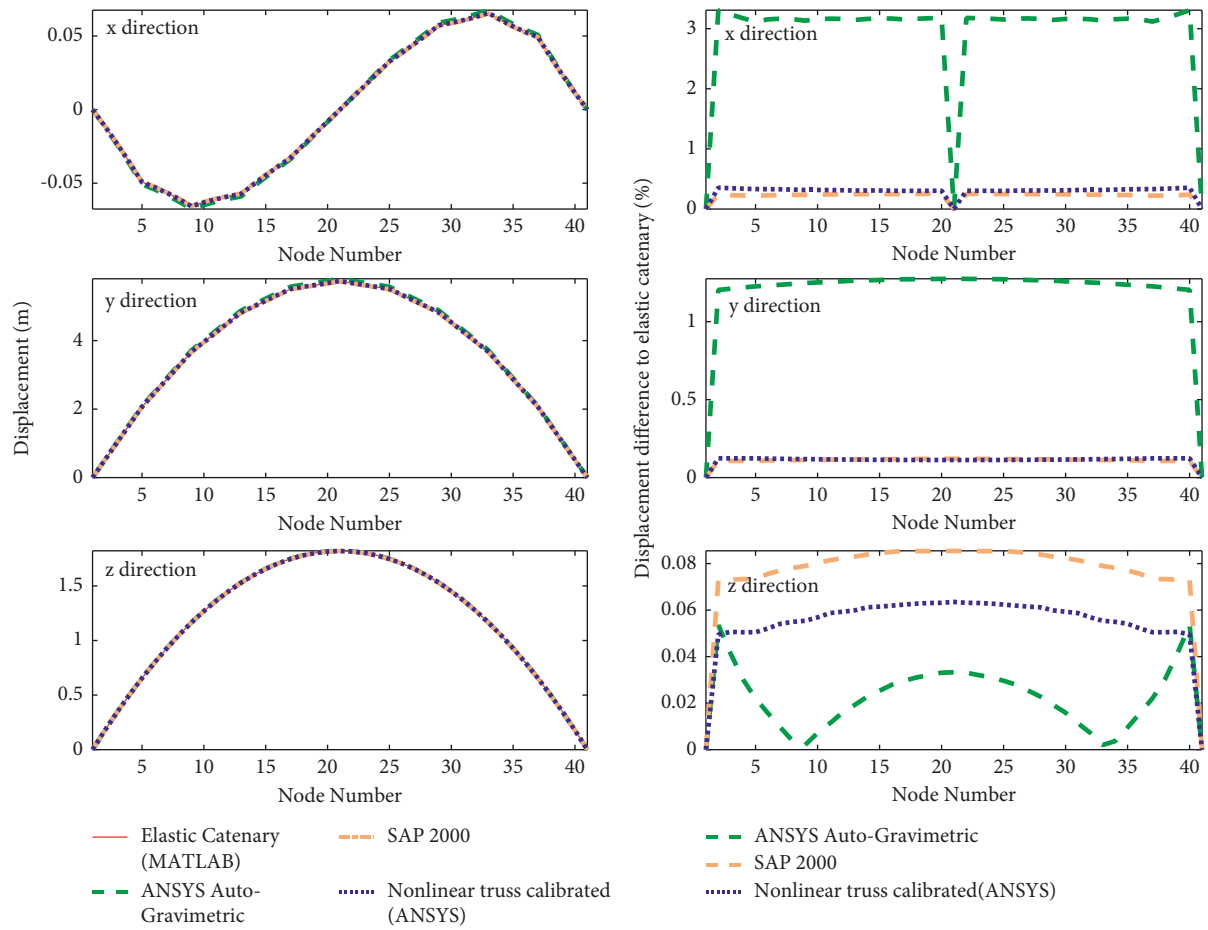 x direction
0.05
0
-0.05
5 10 15 20 25 30 35 40
Node Number
y direction
4
2
0
5 10 15 20 25 30 35 40
Node Number
z direction
1.5
1
0.5
0
5 10 15 20 25 30 35 40
Node Number
Displacement (m)
Elastic Catenary
(MATLAB)
ANSYS Auto-
Gravimetric
SAP 2000
Nonlinear truss calibrated
(ANSYS)
x direction
3
2
1
0
5 10 15 20 25 30 35 40
Node Number
y direction
1
0.5
0
5 10 15 20 25 30 35 40
Node Number
z direction
0.08
0.06
0.04
0.02
0
5 10 15 20 25 30 35 40
Node Number
Displacement difference to elastic catenary (%)
ANSYS Auto-Gravimetric
SAP 2000
Nonlinear truss calibrated(ANSYS)